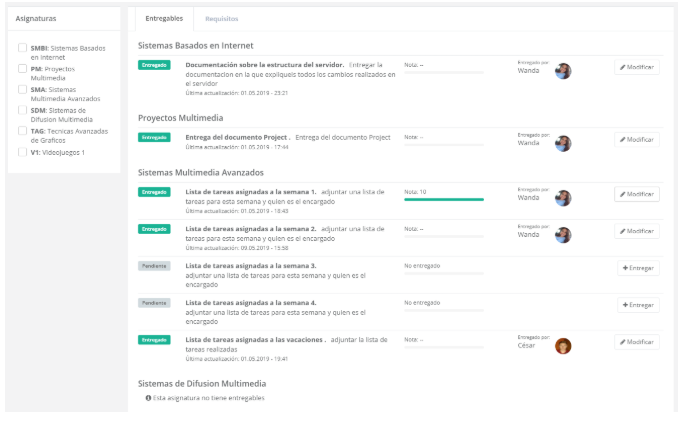 Asignaturas
SMBI: Sistemas Basados
en Internet
PM: Proyectos
Multimedia
SMA: Sistemas
Multimedia Avanzados
SDM: Sistemas de
Difusion Multimedia
TAG: Tecnicas Avanzadas
de Graficos
V1: Videojuegos 1
Entregables Requisitos
Sistemas Basados en Internet
Entregado Documentación sobre la estructura del servidor. Entregar la Nota: -- Entregado por: Wanda Modificar
documentacion en la que expliqueis todos los cambios realizados en
el servidor
Última actualización: 01.05.2019 - 23:21
Proyectos Multimedia
Entregado Entrega del documento Project . Entrega del documento Project Nota: -- Entregado por: Wanda Modificar
Última actualización: 01.05.2019 - 17:44
Sistemas Multimedia Avanzados
Entregado Lista de tareas asignadas a la semana 1. adjuntar una lista de Nota: 10 Entregado por: Wanda Modificar
tareas para esta semana y quien es el encargado
Última actualización: 01.05.2019 - 18:43
Entregado Lista de tareas asignadas a la semana 2. adjuntar una lista de Nota: -- Entregado por: Wanda Modificar
tareas para esta semana y quien es el encargado
Última actualización: 09.05.2019 - 15:58
Pendiente Lista de tareas asignadas a la semana 3. No entregado + Entregar
adjuntar una lista de tareas para esta semana y quien es el
encargado
Pendiente Lista de tareas asignadas a la semana 4. No entregado + Entregar
adjuntar una lista de tareas para esta semana y quien es el
encargado
Entregado Lista de tareas asignadas a las vacaciones . adjuntar la lista de Nota: -- Entregado por: César Modificar
tareas realizadas
Última actualización: 01.05.2019 - 19:41
Sistemas de Difusion Multimedia
Esta asignatura no tiene entregables